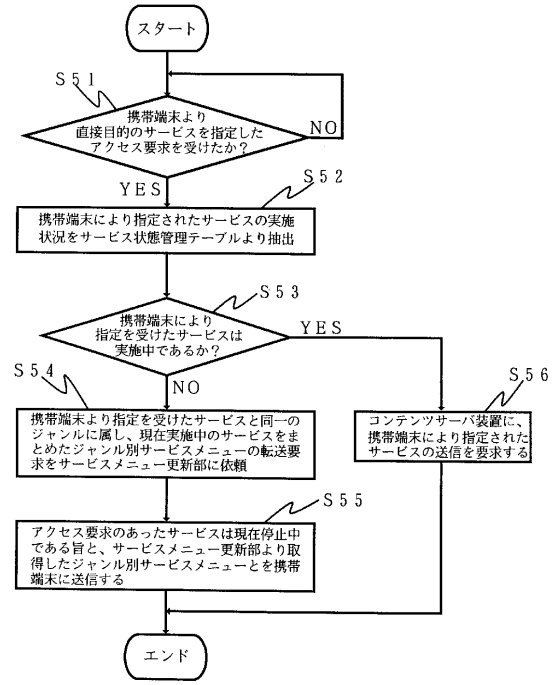 スタート
S51
携帯端末より
直接目的のサービスを指定した
アクセス要求を受けたか？
NO
YES
S52
携帯端末により指定されたサービスの実施
状況をサービス状態管理テーブルより抽出
S53
携帯端末により
指定を受けたサービスは
実施中であるか？
YES
NO
S54
携帯端末より指定を受けたサービスと同一の
ジャンルに属し、現在実施中のサービスをま
とめたジャンル別サービスメニューの転送要
求をサービスメニュー更新部に依頼
S56
コンテンツサーバ装置に、
携帯端末により指定された
サービスの送信を要求する
S55
アクセス要求のあったサービスは現在停止中
である旨と、サービスメニュー更新部より取
得したジャンル別サービスメニューとを携帯
端末に送信する
エンド